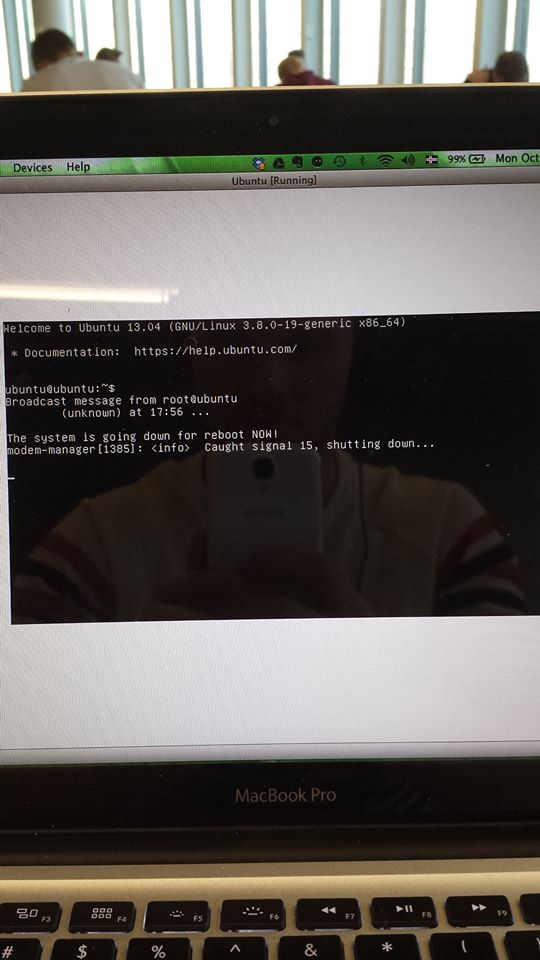 Devices Help 99% Mon Oct
Ubuntu [Running]
Welcome to Ubuntu 13.04 (GNU/Linux 3.8.0-19-generic x86_64)
* Documentation: https://help.ubuntu.com/
ubuntu@ubuntu:~$
Broadcast message from root@ubuntu
(unknown) at 17:56 ...
The system is going down for reboot NOW!
modem-manager[1385]: <info> Caught signal 15, shutting down...
MacBook Pro
F3 F4 F5 F6 F7 F8 F9
# $ % ^ & * (